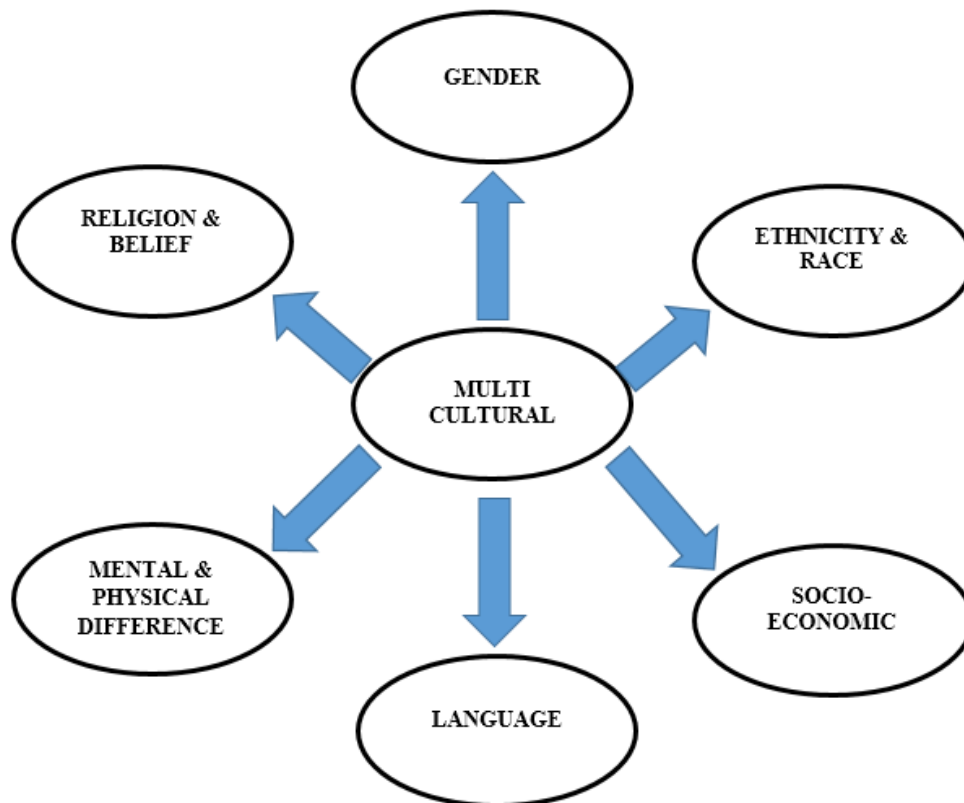 GENDER
RELIGION &
BELIEF
ETHNICITY &
RACE
MULTI
CULTURAL
MENTAL &
PHYSICAL
DIFFERENCE
SOCIO-
ECONOMIC
LANGUAGE